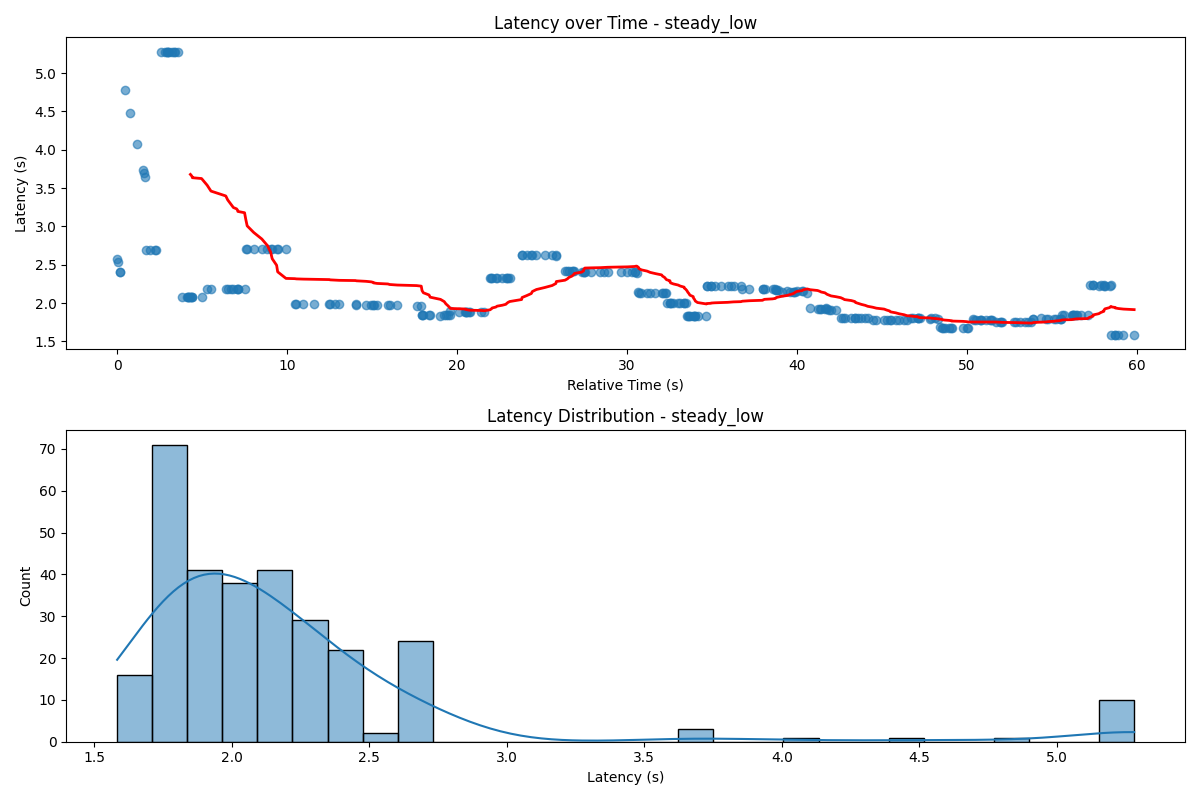 Latency over Time - steady_low
5.0
4.5
4.0
3.5
3.0
2.5
2.0
1.5
Latency (s)
0 10 20 30 40 50 60
Relative Time (s)
Latency Distribution - steady_low
70
60
50
40
30
20
10
0
Count
1.5 2.0 2.5 3.0 3.5 4.0 4.5 5.0
Latency (s)